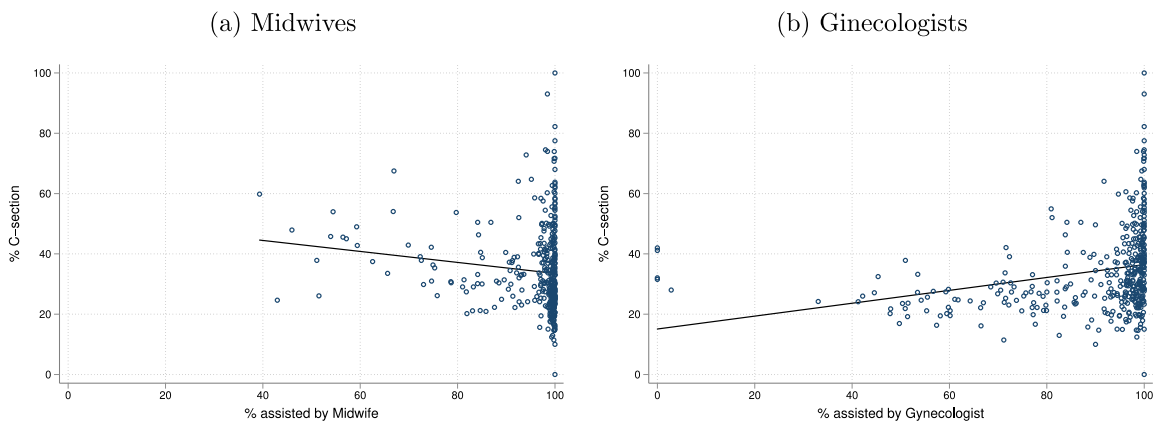 (a) Midwives
100
80
60
40
20
0
% C−section
0 20 40 60 80 100
% assisted by Midwife
(b) Ginecologists
100
80
60
40
20
0
% C−section
0 20 40 60 80 100
% assisted by Gynecologist